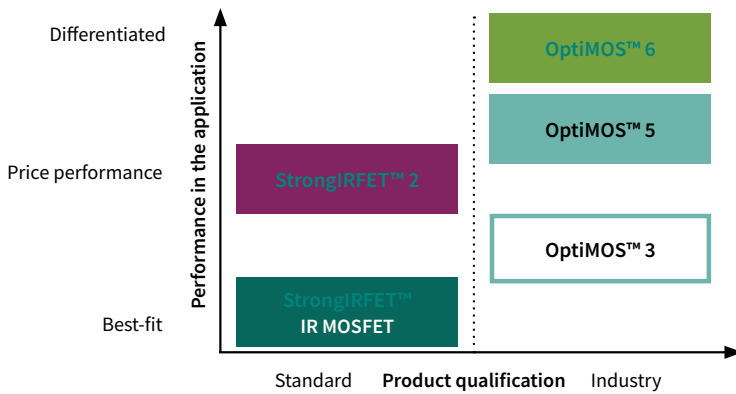 Differentiated
Price performance
Best-fit
Performance in the application
OptiMOS™ 6
OptiMOS™ 5
StrongIRFET™ 2
OptiMOS™ 3
StrongIRFET™
IR MOSFET
Standard Product qualification Industry